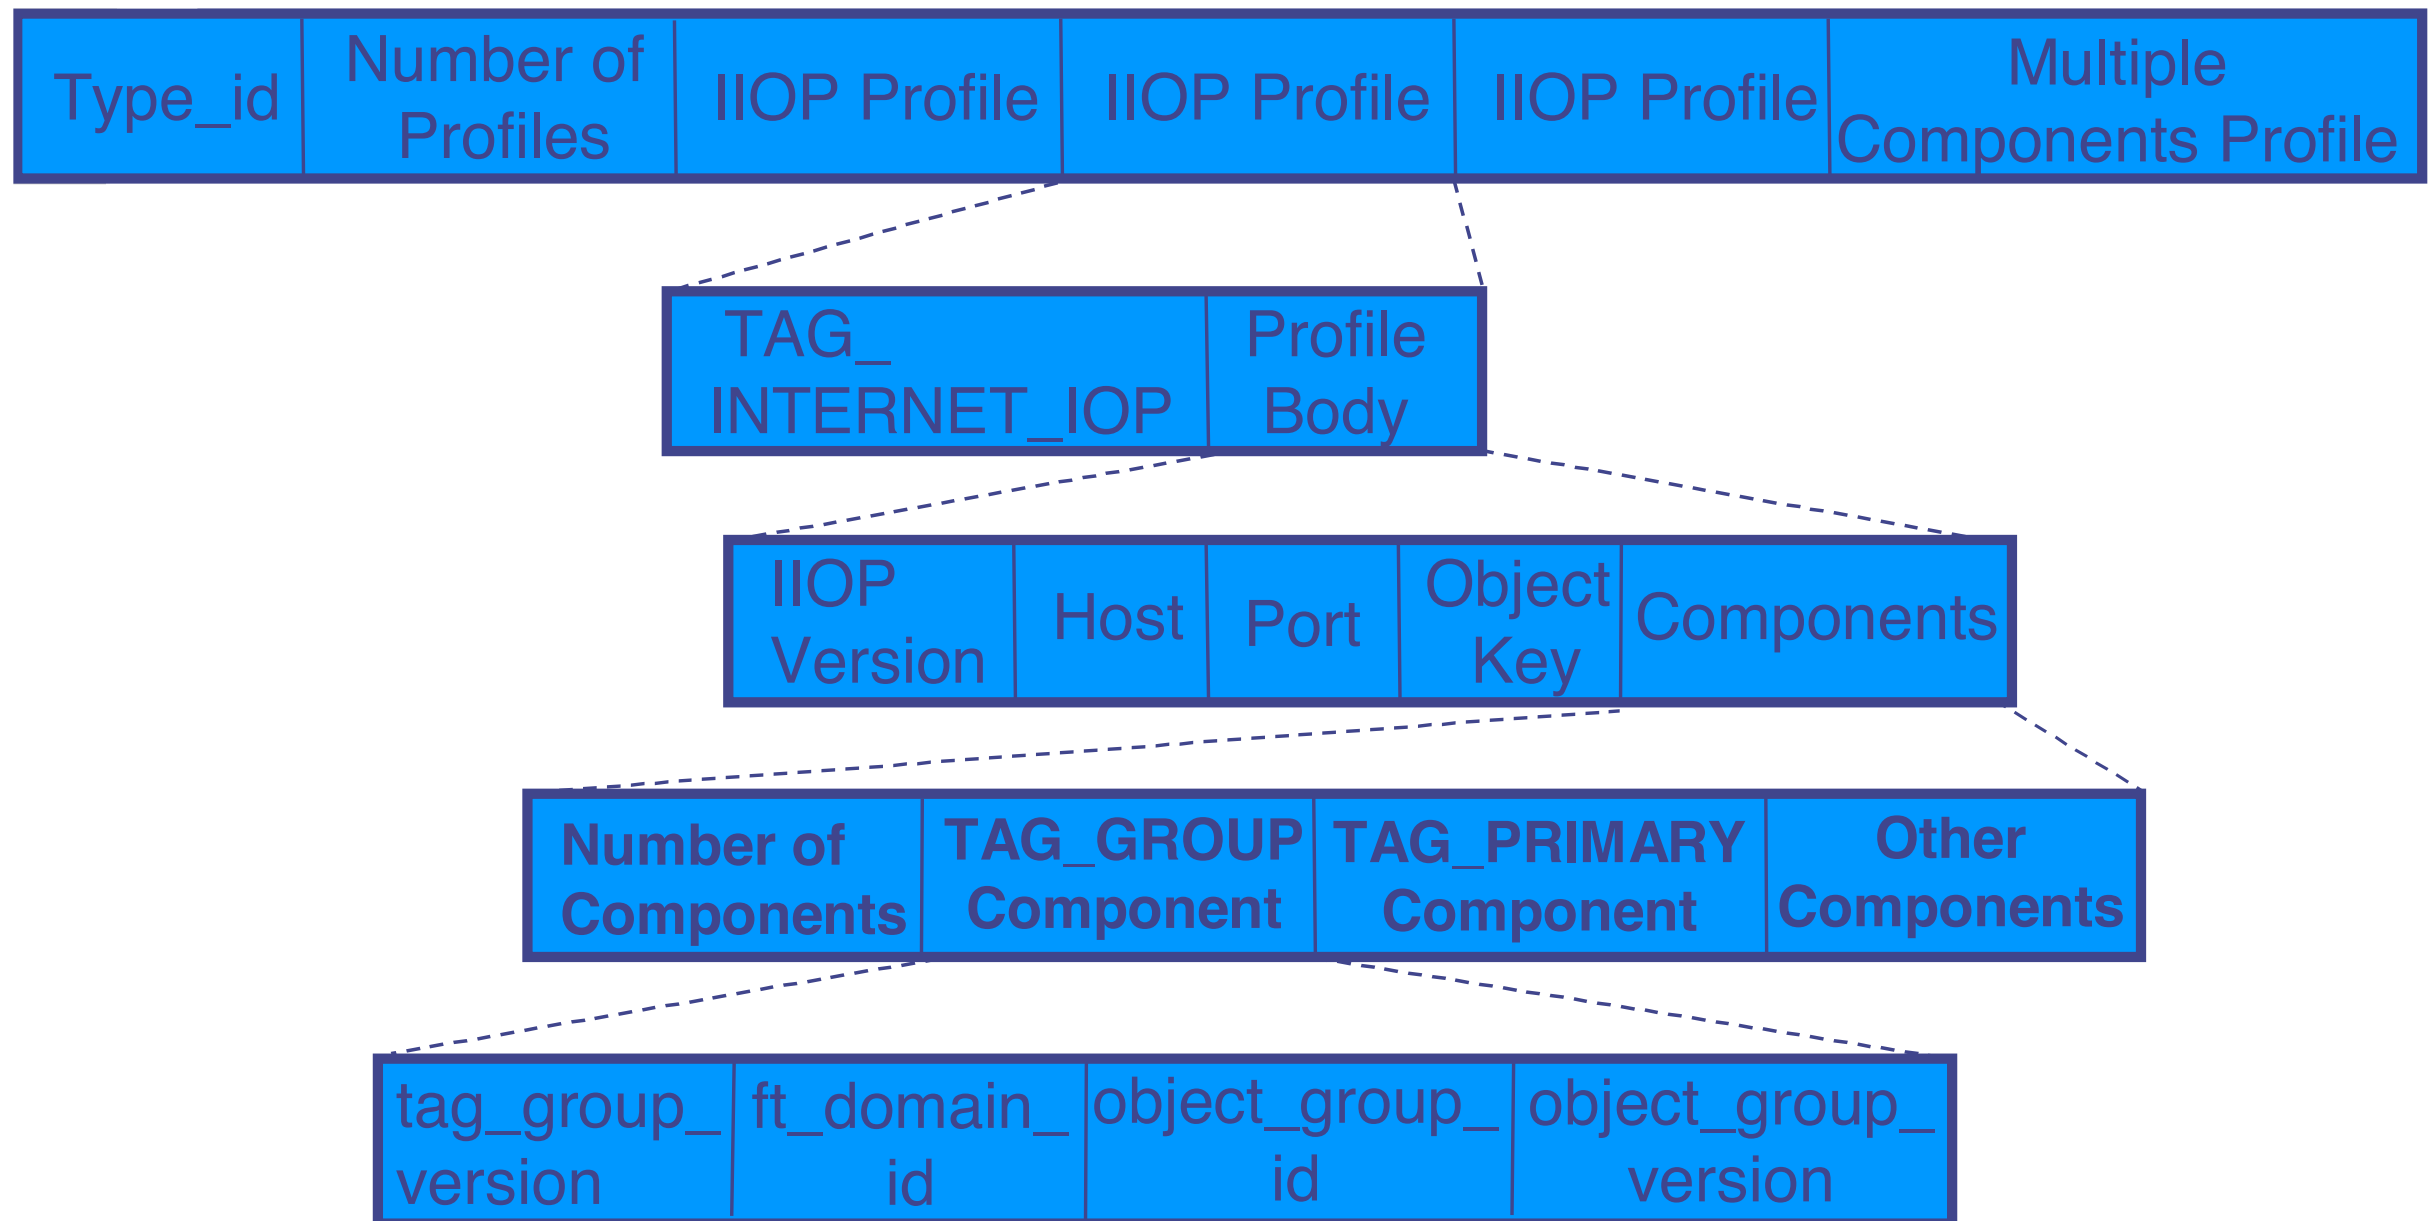 Type_id
Number of
Profiles
IIOP Profile
IIOP Profile
IIOP Profile
Multiple
Components Profile
TAG_
INTERNET_IOP
Profile
Body
IIOP
Version
Host
Port
Object
Key
Components
Number of
Components
TAG_GROUP
Component
TAG_PRIMARY
Component
Other
Components
tag_group_
version
ft_domain_
id
object_group_
id
object_group_
version